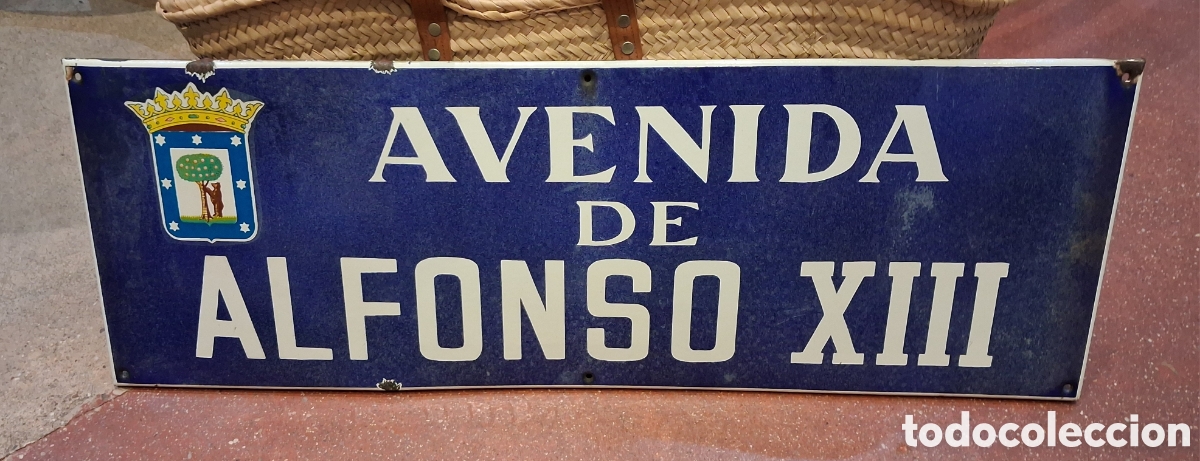 AVENIDA
DE
ALFONSO XIII
todocoleccion